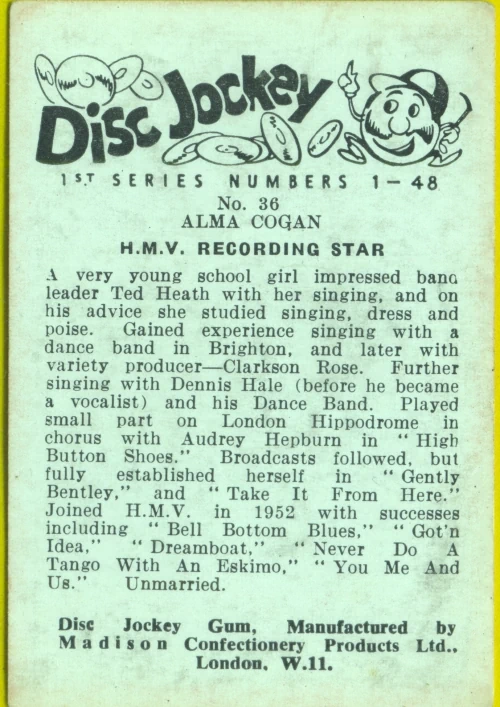 Disc Jockey
1ST SERIES NUMBERS 1-48
No. 36
ALMA COGAN
H.M.V. RECORDING STAR
A very young school girl impressed band
leader Ted Heath with her singing, and on
his advice she studied singing, dress and
poise. Gained experience singing with a
dance band in Brighton, and later with
variety producer—Clarkson Rose. Further
singing with Dennis Hale (before he became
a vocalist) and his Dance Band. Played
small part on London Hippodrome in
chorus with Audrey Hepburn in "High
Button Shoes." Broadcasts followed, but
fully established herself in "Gently
Bentley," and "Take It From Here."
Joined H.M.V. in 1952 with successes
including "Bell Bottom Blues," "Got'n
Idea," "Dreamboat," "Never Do A
Tango With An Eskimo," "You Me And
Us." Unmarried.
Disc Jockey Gum, Manufactured by
Madison Confectionery Products Ltd.,
London, W.11.